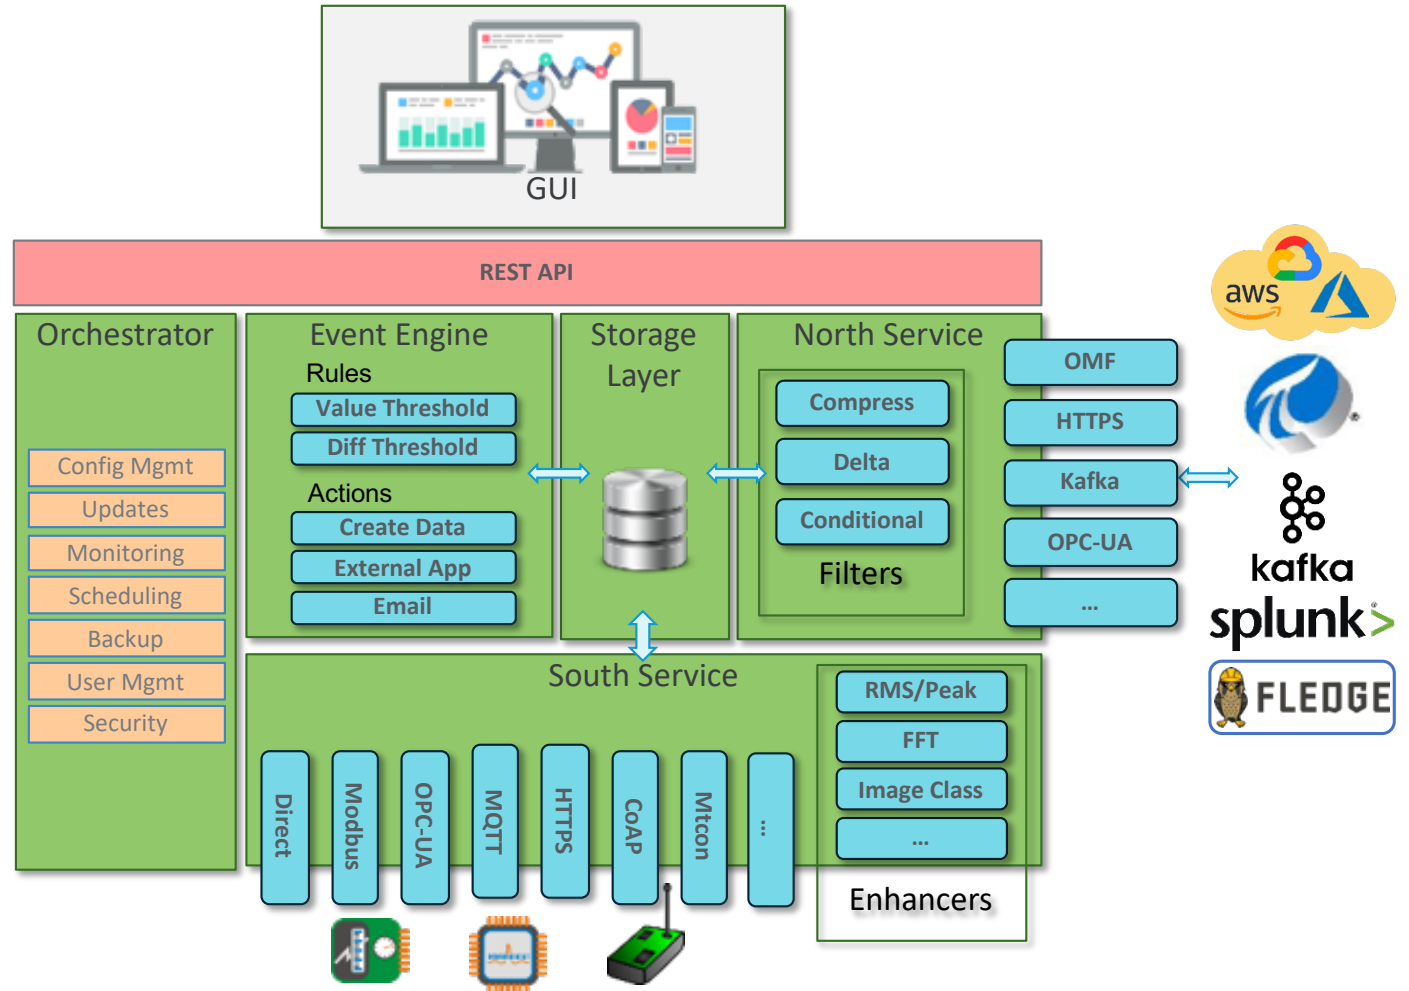 GUI
REST API
Orchestrator
Config Mgmt
Updates
Monitoring
Scheduling
Backup
User Mgmt
Security
Event Engine
Rules
Value Threshold
Diff Threshold
Actions
Create Data
External App
Email
Storage
Layer
North Service
Compress
Delta
Conditional
Filters
OMF
HTTPS
Kafka
OPC-UA
...
aws
kafka
splunk>
FLEDGE
South Service
Direct
Modbus
OPC-UA
MQTT
HTTPS
CoAP
Mtcon
...
RMS/Peak
FFT
Image Class
...
Enhancers